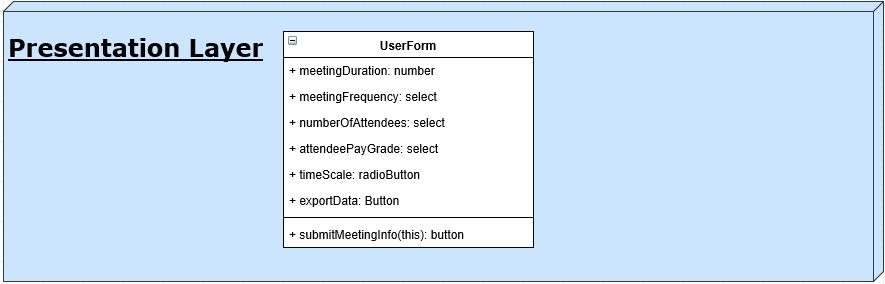 Presentation Layer
UserForm
+ meetingDuration: number
+ meetingFrequency: select
+ numberOfAttendees: select
+ attendeePayGrade: select
+ timeScale: radioButton
+ exportData: Button
+ submitMeetingInfo(this): button